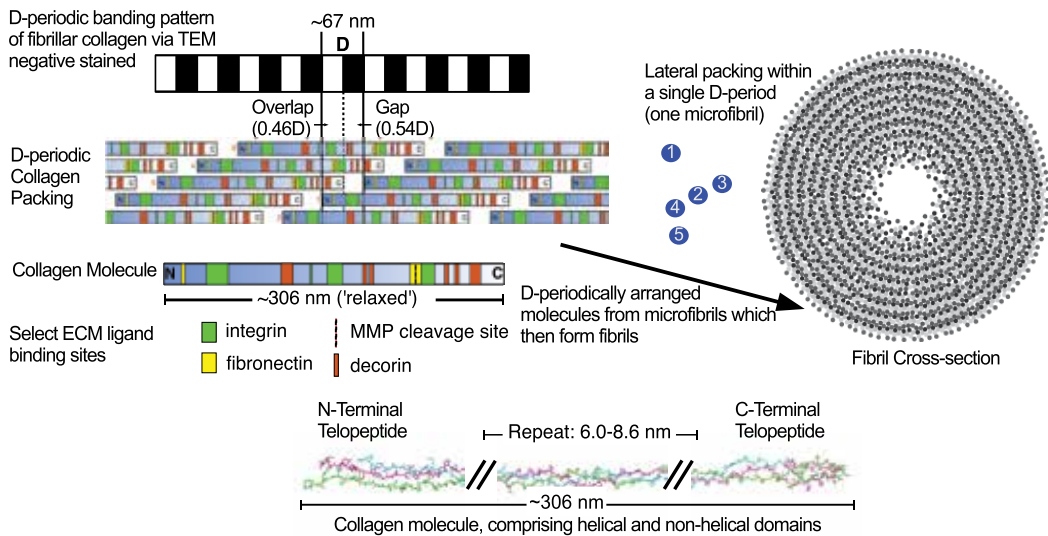 D-periodic banding pattern
of fibrillar collagen via TEM
negative stained
~67 nm
D
Overlap
(0.46D)
Gap
(0.54D)
D-periodic
Collagen
Packing
Lateral packing within
a single D-period
(one microfibril)
1
3
2
4
5
Collagen Molecule
N
C
~306 nm ('relaxed')
D-periodically arranged
molecules from microfibrils which
then form fibrils
Fibril Cross-section
Select ECM ligand
binding sites
integrin
MMP cleavage site
fibronectin
decorin
N-Terminal
Telopeptide
Repeat: 6.0-8.6 nm
C-Terminal
Telopeptide
~306 nm
Collagen molecule, comprising helical and non-helical domains